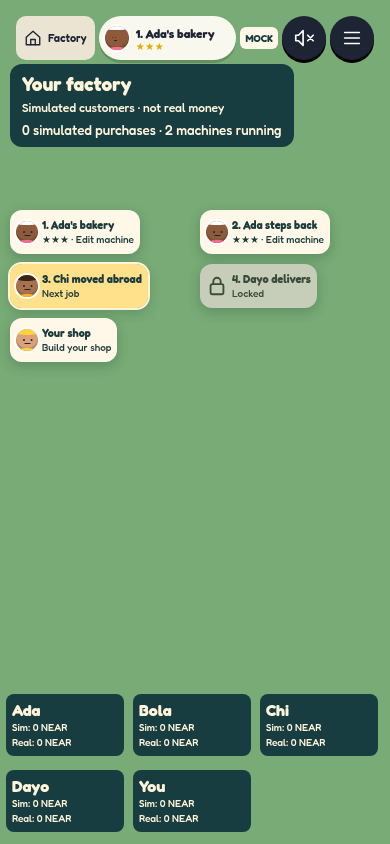 Factory
1. Ada's bakery
★★★
MOCK
Your factory
Simulated customers · not real money
0 simulated purchases · 2 machines running
1. Ada's bakery
★★★ · Edit machine
2. Ada steps back
★★★ · Edit machine
3. Chi moved abroad
Next job
4. Dayo delivers
Locked
Your shop
Build your shop
Ada
Sim: 0 NEAR
Real: 0 NEAR
Bola
Sim: 0 NEAR
Real: 0 NEAR
Chi
Sim: 0 NEAR
Real: 0 NEAR
Dayo
Sim: 0 NEAR
Real: 0 NEAR
You
Sim: 0 NEAR
Real: 0 NEAR